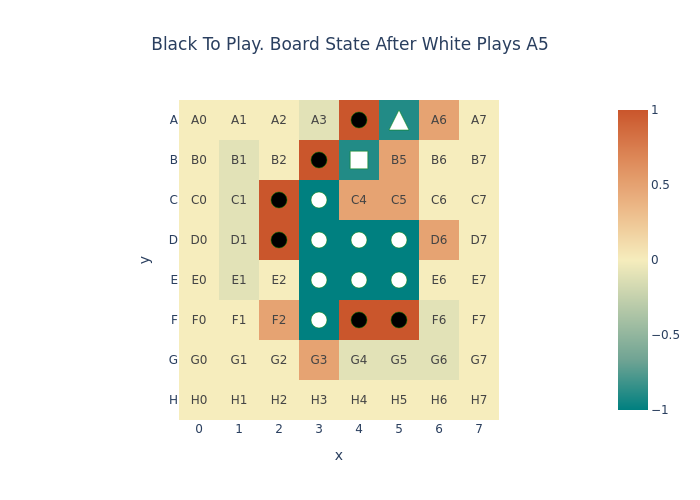 Black To Play. Board State After White Plays A5
A A0 A1 A2 A3 A6 A7
B B0 B1 B2 B5 B6 B7
C C0 C1 C4 C5 C6 C7
D D0 D1 D6 D7
E E0 E1 E2 E6 E7
F F0 F1 F2 F6 F7
G G0 G1 G2 G3 G4 G5 G6 G7
H H0 H1 H2 H3 H4 H5 H6 H7
0 1 2 3 4 5 6 7
x
y
1
0.5
0
−0.5
−1